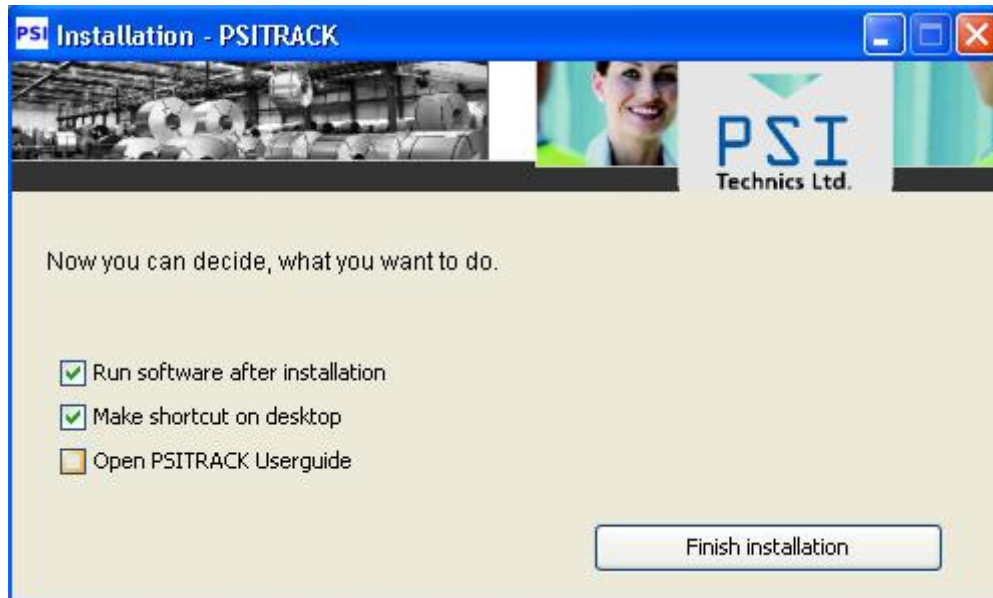 PSI Installation - PSITRACK
PSI
Technics Ltd.
Now you can decide, what you want to do.
Run software after installation
Make shortcut on desktop
Open PSITRACK Userguide
Finish installation